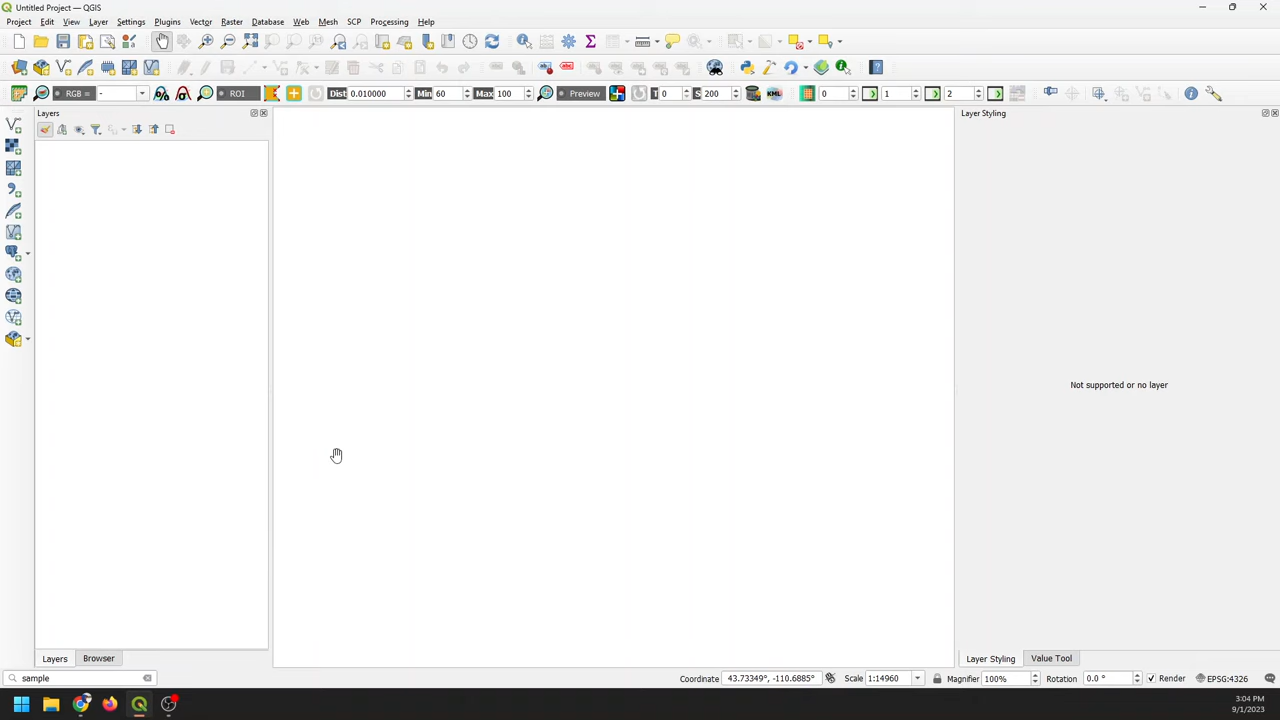 Untitled Project — QGIS
Project Edit View Layer Settings Plugins Vector Raster Database Web Mesh SCP Processing Help
RGB = - ROI Dist 0.010000 Min 60 Max 100 Preview T 0 S 200 KML 0 1 2
Layers
Layer Styling
Not supported or no layer
Layers Browser
Layer Styling Value Tool
sample
Coordinate 43.73349°, -110.6885° Scale 1:14960 Magnifier 100% Rotation 0.0 ° Render EPSG:4326
3:04 PM
9/1/2023